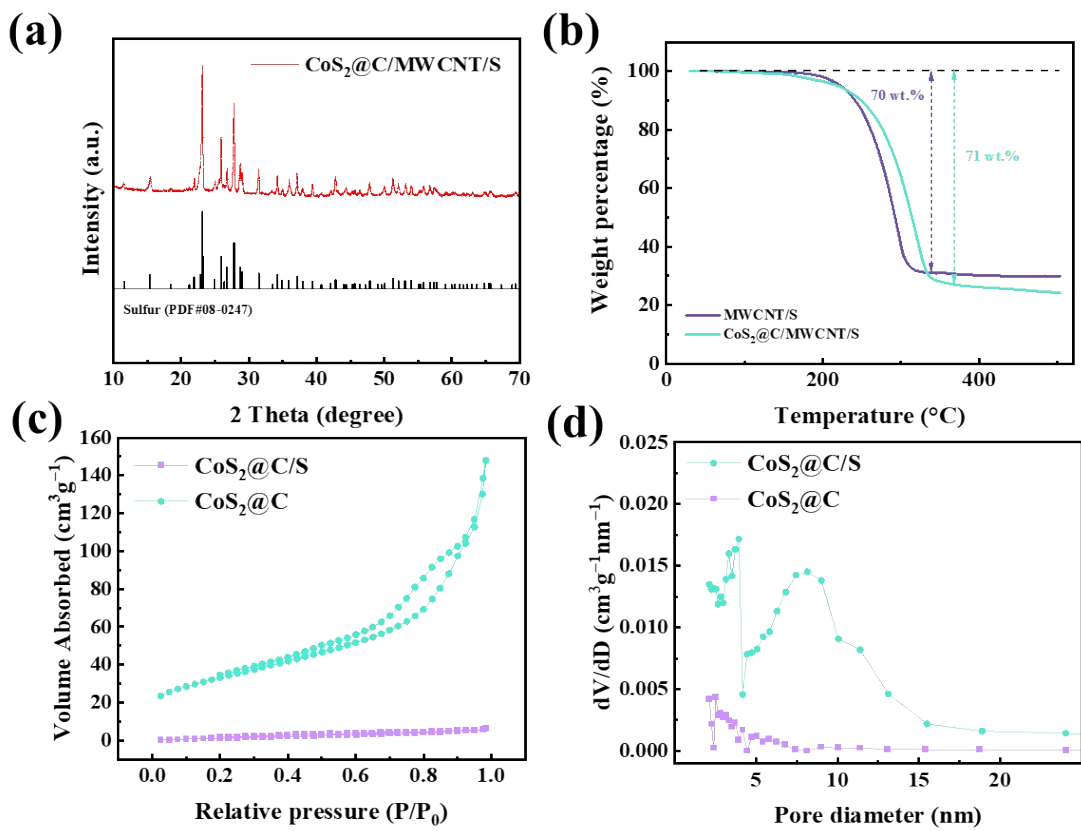 (a)
CoS₂@C/MWCNT/S
Intensity (a.u.)
Sulfur (PDF#08-0247)
10 20 30 40 50 60 70
2 Theta (degree)
(b)
Weight percentage (%)
100
80
60
40
20
0
70 wt.%
71 wt.%
MWCNT/S
CoS₂@C/MWCNT/S
0 200 400
Temperature (°C)
(c)
Volume Absorbed (cm³g⁻¹)
160
140
120
100
80
60
40
20
0
CoS₂@C/S
CoS₂@C
0.0 0.2 0.4 0.6 0.8 1.0
Relative pressure (P/P₀)
(d)
dV/dD (cm³g⁻¹nm⁻¹)
0.025
0.020
0.015
0.010
0.005
0.000
CoS₂@C/S
CoS₂@C
5 10 15 20
Pore diameter (nm)